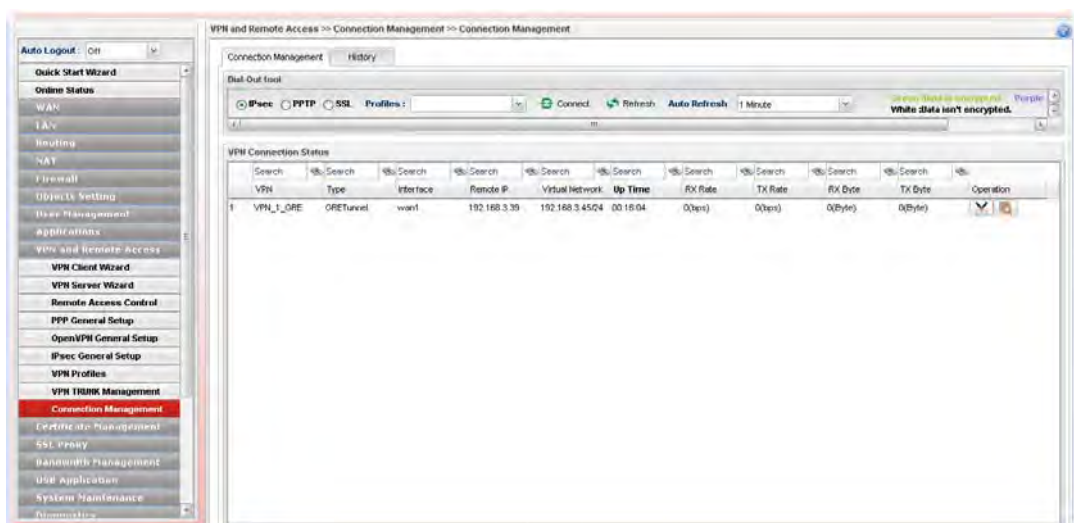 VPN and Remote Access >> Connection Management >> Connection Management
Auto Logout : Off
Quick Start Wizard
Online Status
WAN
LAN
Routing
NAT
Firewall
Objects Setting
User Management
Applications
VPN and Remote Access
VPN Client Wizard
VPN Server Wizard
Remote Access Control
PPP General Setup
OpenVPN General Setup
IPsec General Setup
VPN Profiles
VPN TRUNK Management
Connection Management
Certificate Management
SSL Proxy
Bandwidth Management
USB Application
System Maintenance
Diagnostics
Connection Management History
Dial-Out tool
IPsec PPTP SSL Profiles : Connect Refresh Auto Refresh 1 Minute
Green :Data is encrypted. Purple
White :Data isn't encrypted.
VPN Connection Status
Search Search Search Search Search Search Search Search Search Search
VPN Type Interface Remote IP Virtual Network Up Time RX Rate TX Rate RX Byte TX Byte Operation
1 VPN_1_GRE GRETunnel wan1 192.168.3.39 192.168.3.45/24 00:16:04 0(bps) 0(bps) 0(Byte) 0(Byte)